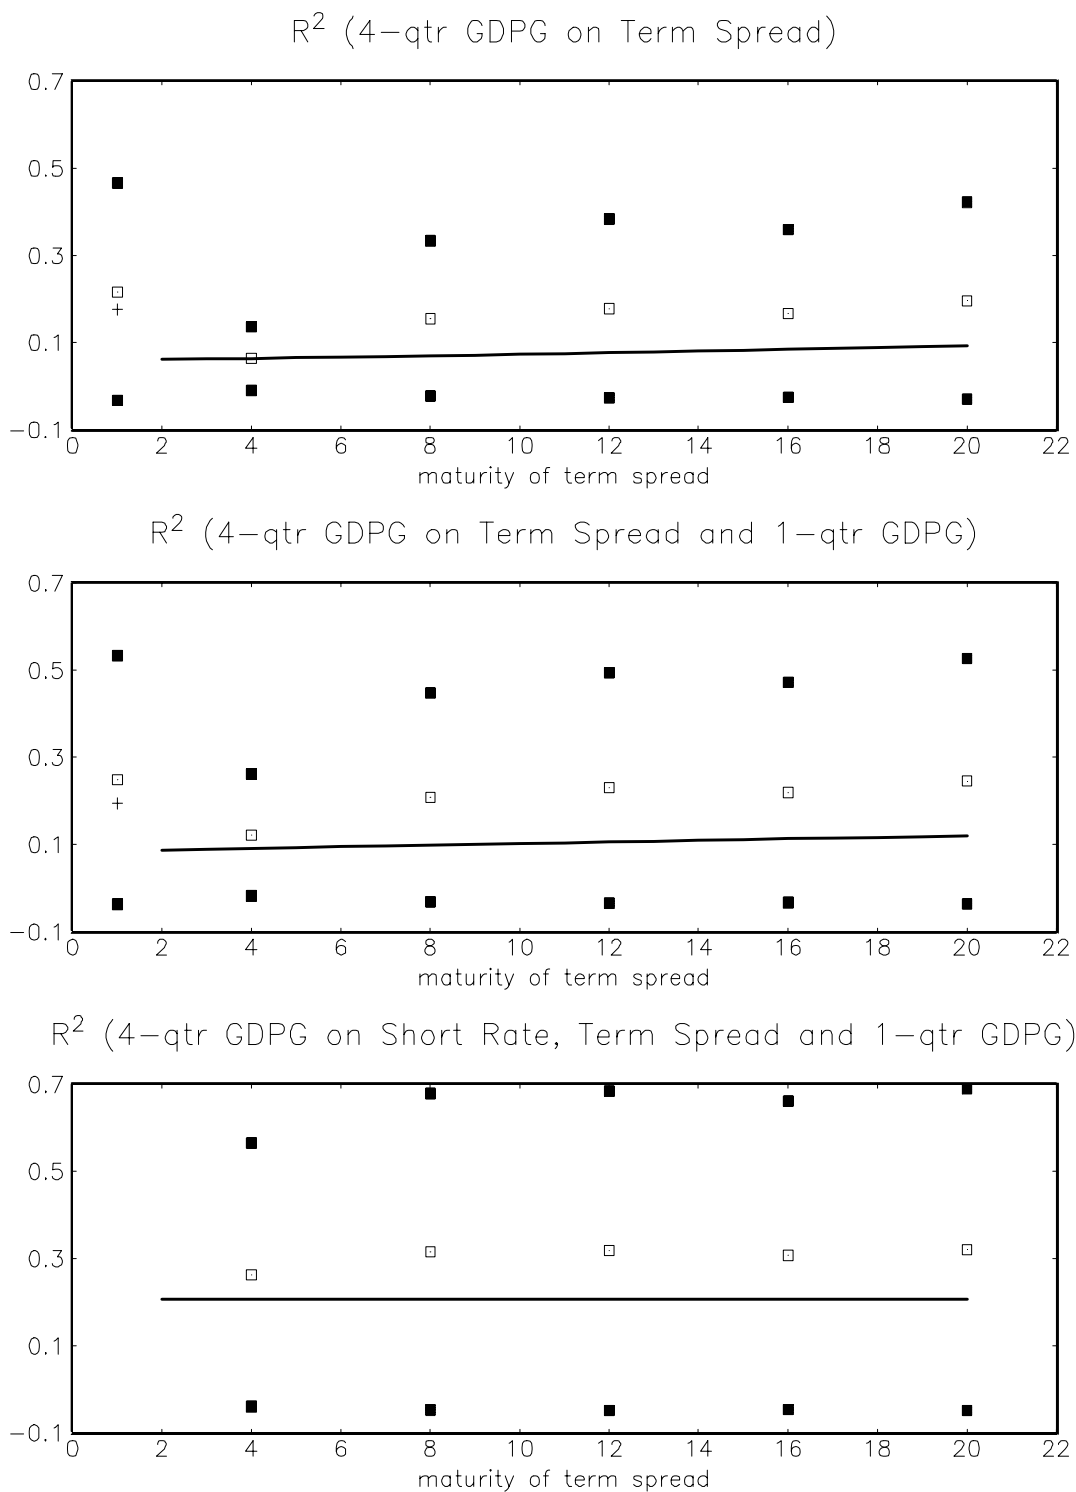 R² (4-qtr GDPG on Term Spread)
0.7
0.5
0.3
0.1
-0.1
0 2 4 6 8 10 12 14 16 18 20 22
maturity of term spread
R² (4-qtr GDPG on Term Spread and 1-qtr GDPG)
0.7
0.5
0.3
0.1
-0.1
0 2 4 6 8 10 12 14 16 18 20 22
maturity of term spread
R² (4-qtr GDPG on Short Rate, Term Spread and 1-qtr GDPG)
0.7
0.5
0.3
0.1
-0.1
0 2 4 6 8 10 12 14 16 18 20 22
maturity of term spread